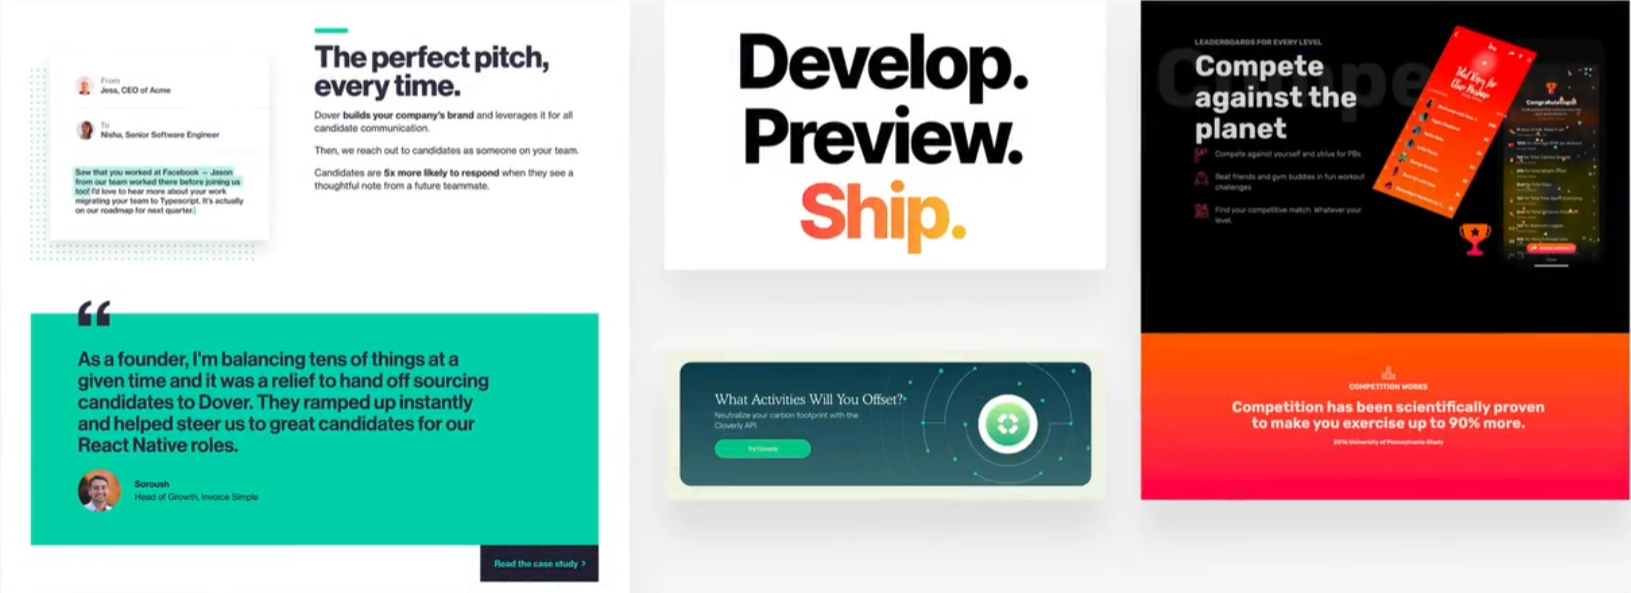 From
Jess, CEO of Acme
To
Nisha, Senior Software Engineer
Saw that you worked at Facebook – Jason
from our team worked there before joining us
too! I'd love to hear more about your work
migrating your team to Typescript. It's actually
on our roadmap for next quarter.
The perfect pitch,
every time.
Dover builds your company's brand and leverages it for all
candidate communication.
Then, we reach out to candidates as someone on your team.
Candidates are 5x more likely to respond when they see a
thoughtful note from a future teammate.
“
As a founder, I'm balancing tens of things at a
given time and it was a relief to hand off sourcing
candidates to Dover. They ramped up instantly
and helped steer us to great candidates for our
React Native roles.
Soroush
Head of Growth, Invoice Simple
Read the case study >
Develop.
Preview.
Ship.
What Activities Will You Offset?
Neutralize your carbon footprint with the
Cloverly API.
Try Cloverly
LEADERBOARDS FOR EVERY LEVEL
Compete
against the
planet
Compete against yourself and strive for PBs
Beat friends and gym buddies in fun workout
challenges
Find your competitive match. Whatever your
level.
Congratulations!
COMPETITION WORKS
Competition has been scientifically proven
to make you exercise up to 90% more.
2016 University of Pennsylvania Study